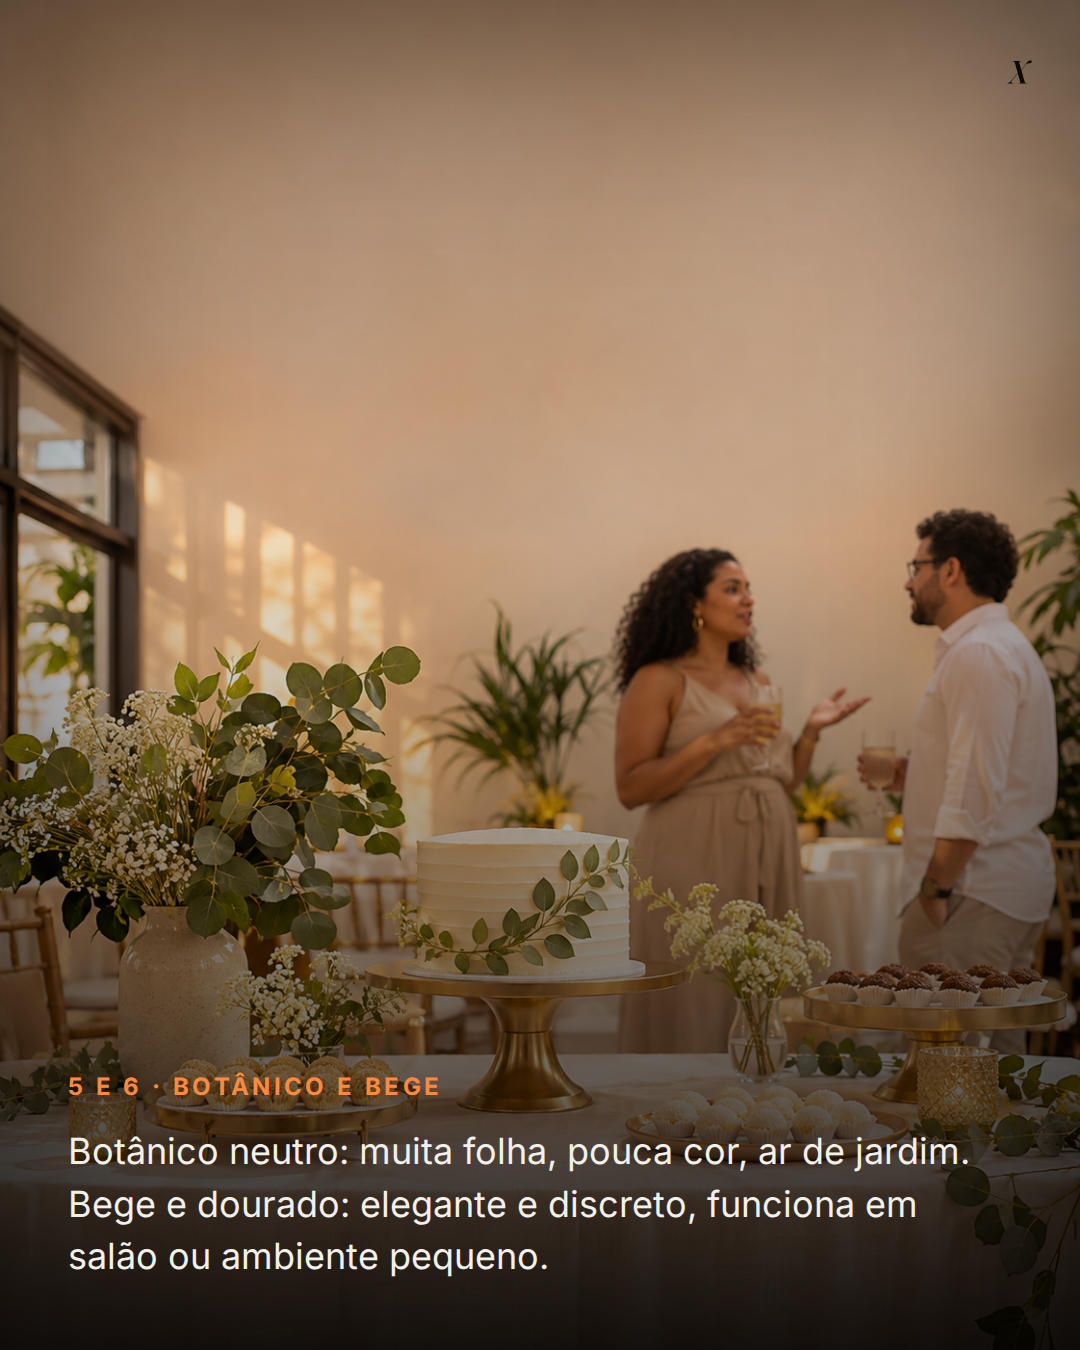 X
5 E 6 · BOTÂNICO E BEGE
Botânico neutro: muita folha, pouca cor, ar de jardim.
Bege e dourado: elegante e discreto, funciona em
salão ou ambiente pequeno.